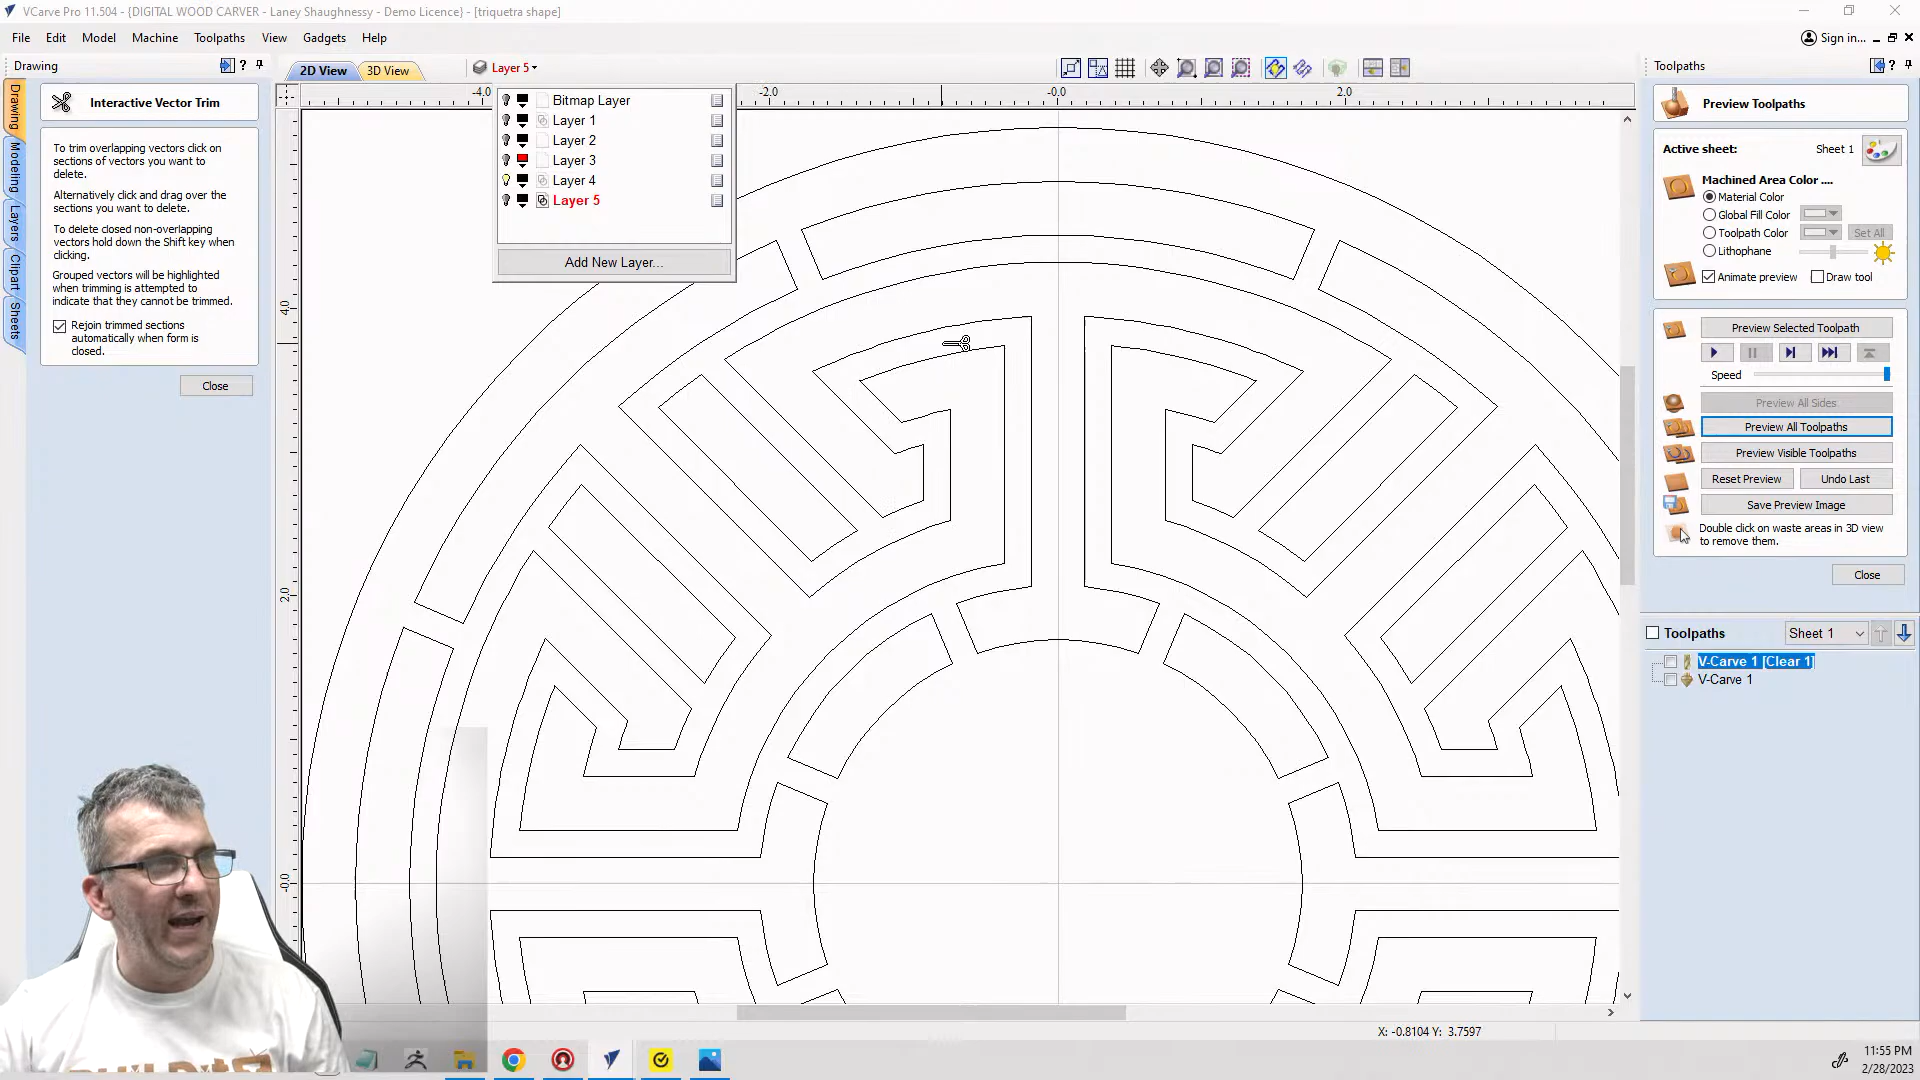 VCarve Pro 11.504 - {DIGITAL WOOD CARVER - Laney Shaughnessy - Demo Licence} - [triquetra shape]
File Edit Model Machine Toolpaths View Gadgets Help
Sign in...
Drawing
2D View
3D View
Layer 5
Toolpaths
Drawing
Modeling
Layers
Clipart
Sheets
Interactive Vector Trim
To trim overlapping vectors click on
sections of vectors you want to
delete.
Alternatively click and drag over the
sections you want to delete.
To delete closed non-overlapping
vectors hold down the Shift key when
clicking.
Grouped vectors will be highlighted
when trimming is attempted to
indicate that they cannot be trimmed.
Rejoin trimmed sections
automatically when form is
closed.
Close
-4.0
-2.0
-0.0
2.0
4.0
2.0
-0.0
Bitmap Layer
Layer 1
Layer 2
Layer 3
Layer 4
Layer 5
Add New Layer...
Preview Toolpaths
Active sheet: Sheet 1
Machined Area Color ....
Material Color
Global Fill Color
Toolpath Color
Set All
Lithophane
Animate preview
Draw tool
Preview Selected Toolpath
Speed
Preview All Sides
Preview All Toolpaths
Preview Visible Toolpaths
Reset Preview
Undo Last
Save Preview Image
Double click on waste areas in 3D view
to remove them.
Close
Toolpaths
Sheet 1
V-Carve 1 [Clear 1]
V-Carve 1
X: -0.8104 Y: 3.7597
11:55 PM
2/28/2023